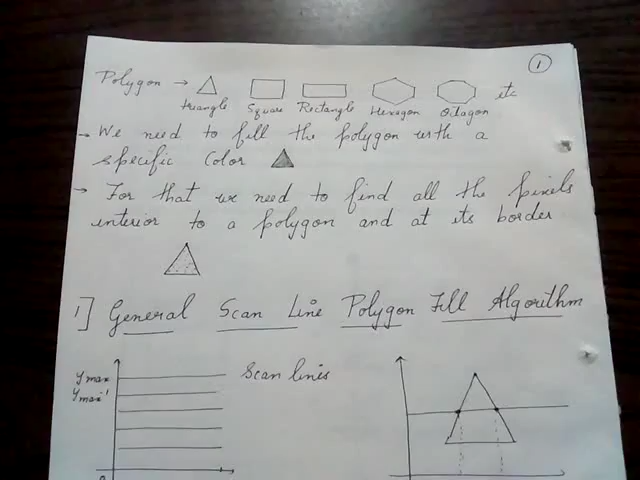 1
Polygon →
triangle Square Rectangle Hexagon Octagon etc
→ We need to fill the polygon with a
specific Color
→ For that we need to find all the pixels
interior to a polygon and at its border
1] General Scan Line Polygon Fill Algorithm
Ymax Scan lines
Ymax-1
0